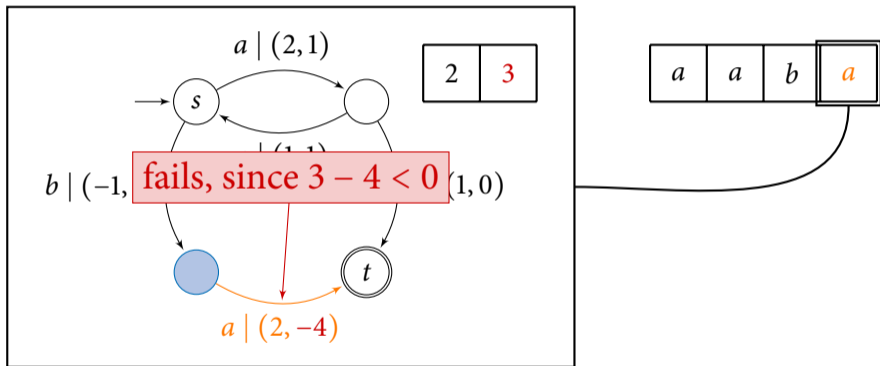 a | (2, 1)
2 3
a a b a
s
b | (−1,
fails, since 3 − 4 < 0
(1, 0)
t
a | (2, −4)